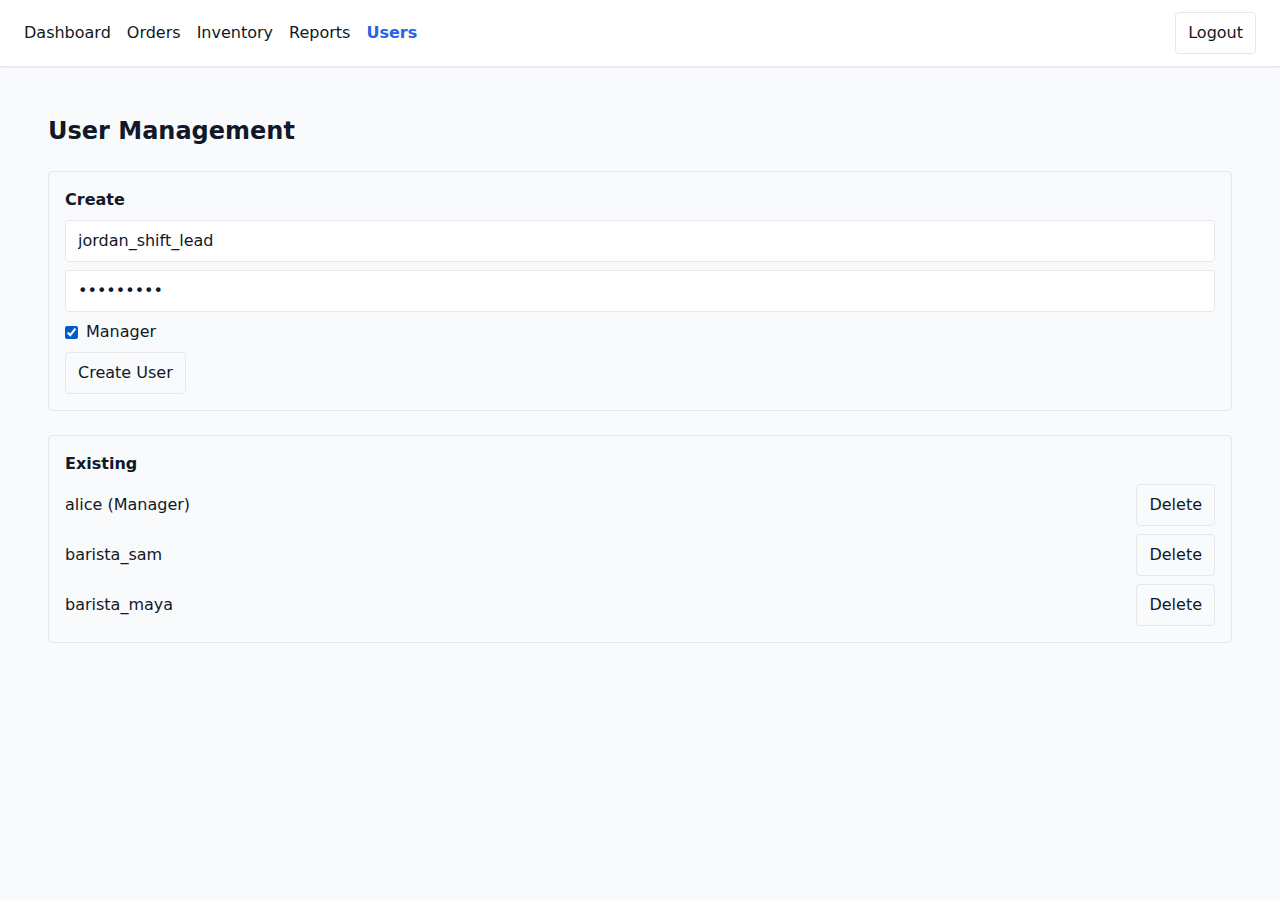 Dashboard Orders Inventory Reports Users Logout
User Management
Create
jordan_shift_lead
•••••••••
Manager
Create User
Existing
alice (Manager) Delete
barista_sam Delete
barista_maya Delete